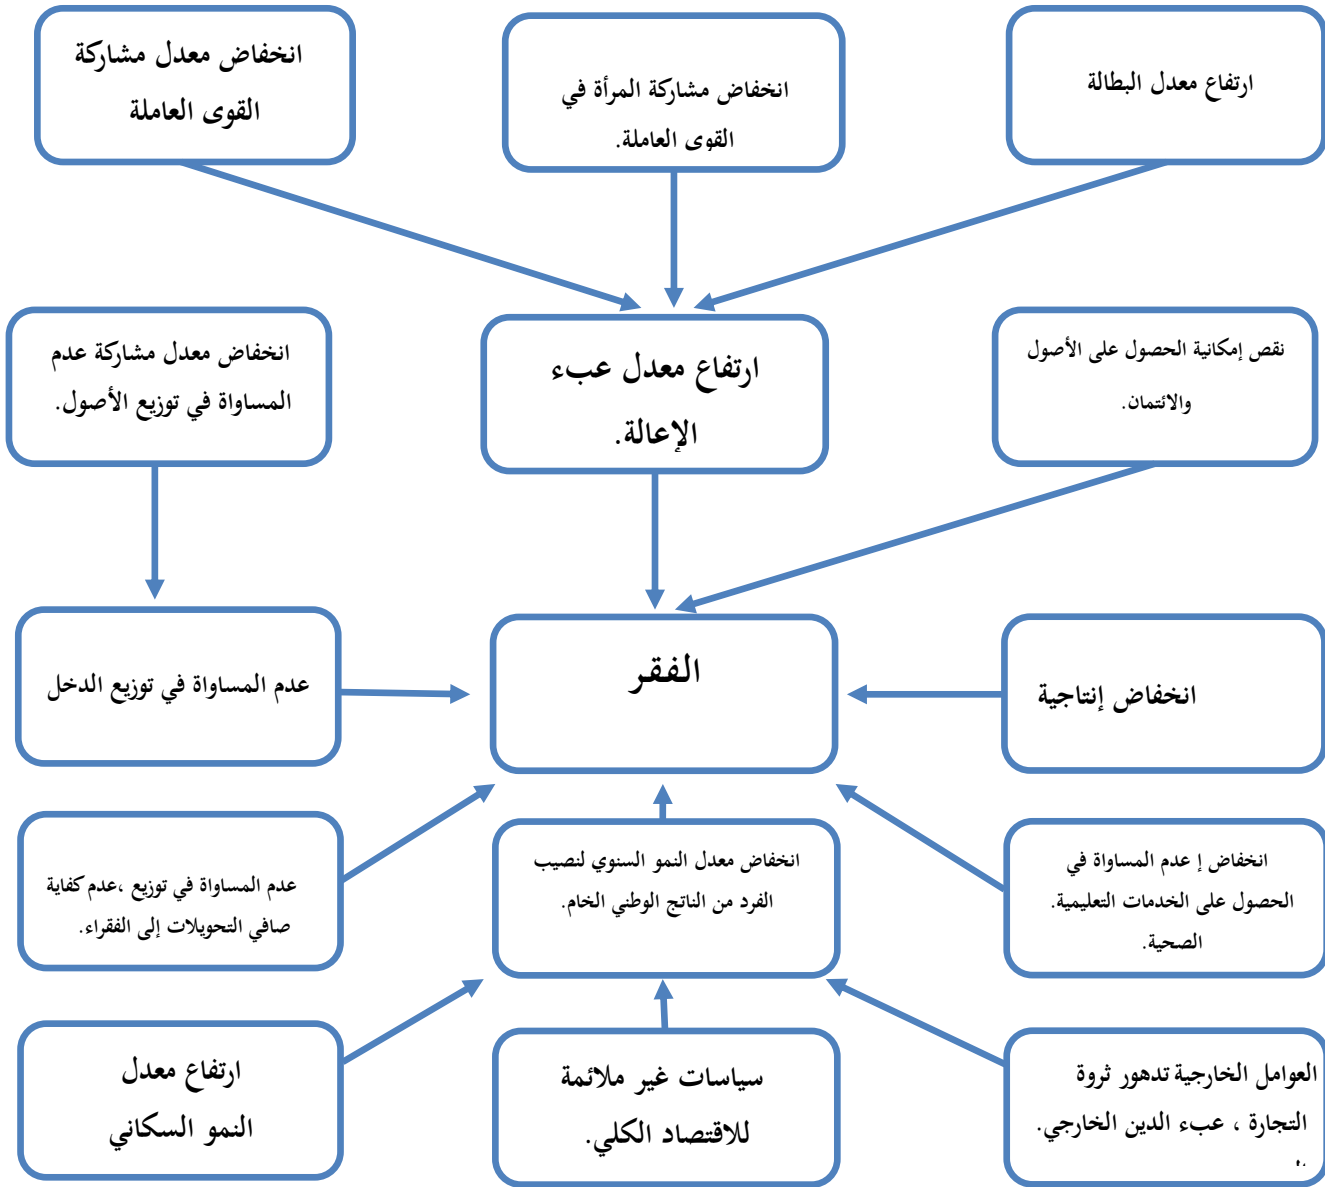 ارتفاع معدل البطالة
انخفاض مشاركة المرأة في
القوى العاملة.
انخفاض معدل مشاركة
القوى العاملة
نقص إمكانية الحصول على الأصول
والائتمان.
ارتفاع معدل عبء
الإعالة.
انخفاض معدل مشاركة عدم
المساواة في توزيع الأصول.
انخفاض إنتاجية
الفقر
عدم المساواة في توزيع الدخل
انخفاض إ عدم المساواة في
الحصول على الخدمات التعليمية.
الصحية.
انخفاض معدل النمو السنوي لنصيب
الفرد من الناتج الوطني الخام.
عدم المساواة في توزيع ،عدم كفاية
صافي التحويلات إلى الفقراء.
العوامل الخارجية تدهور ثروة
التجارة ، عبء الدين الخارجي.
سياسات غير ملائمة
للاقتصاد الكلي.
ارتفاع معدل
النمو السكاني